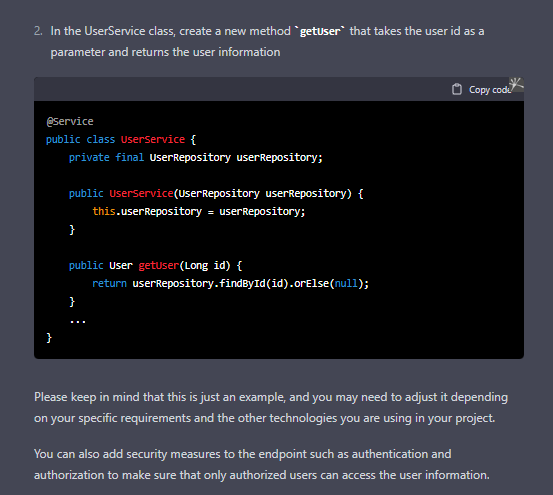 2. In the UserService class, create a new method `getUser` that takes the user id as a
parameter and returns the user information
Copy code
@Service
public class UserService {
    private final UserRepository userRepository;
    public UserService(UserRepository userRepository) {
        this.userRepository = userRepository;
    }
    public User getUser(Long id) {
        return userRepository.findById(id).orElse(null);
    }
    ...
}
Please keep in mind that this is just an example, and you may need to adjust it depending
on your specific requirements and the other technologies you are using in your project.
You can also add security measures to the endpoint such as authentication and
authorization to make sure that only authorized users can access the user information.